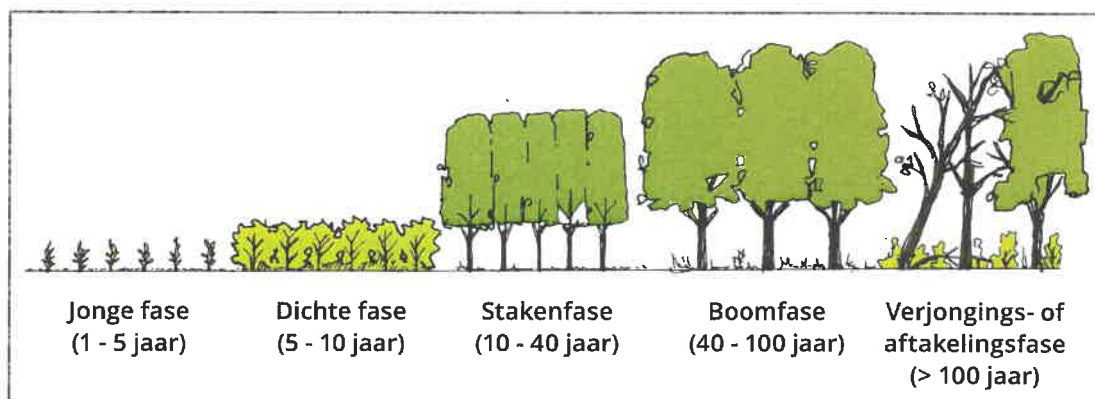 Jonge fase
(1 - 5 jaar)
Dichte fase
(5 - 10 jaar)
Stakenfase
(10 - 40 jaar)
Boomfase
(40 - 100 jaar)
Verjongings- of
aftakelingsfase
(> 100 jaar)